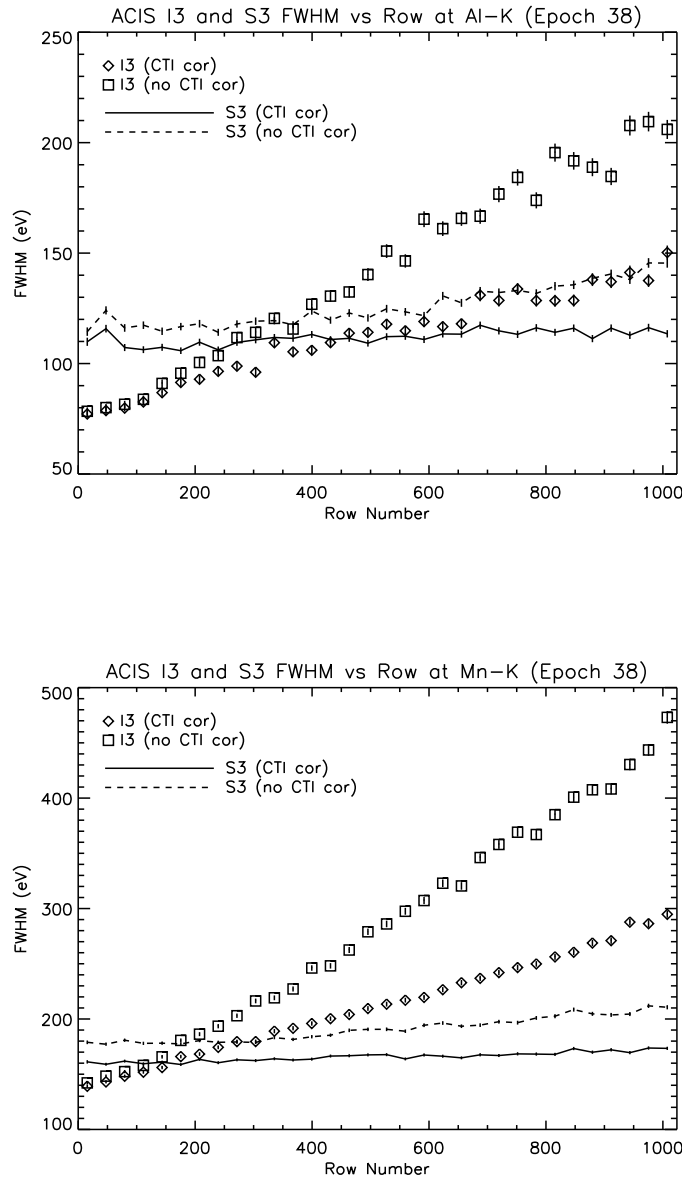 ACIS I3 and S3 FWHM vs Row at Al-K (Epoch 38)
250
200
150
100
50
FWHM (eV)
I3 (CTI cor)
I3 (no CTI cor)
S3 (CTI cor)
S3 (no CTI cor)
0 200 400 600 800 1000
Row Number
ACIS I3 and S3 FWHM vs Row at Mn-K (Epoch 38)
500
400
300
200
100
FWHM (eV)
I3 (CTI cor)
I3 (no CTI cor)
S3 (CTI cor)
S3 (no CTI cor)
0 200 400 600 800 1000
Row Number